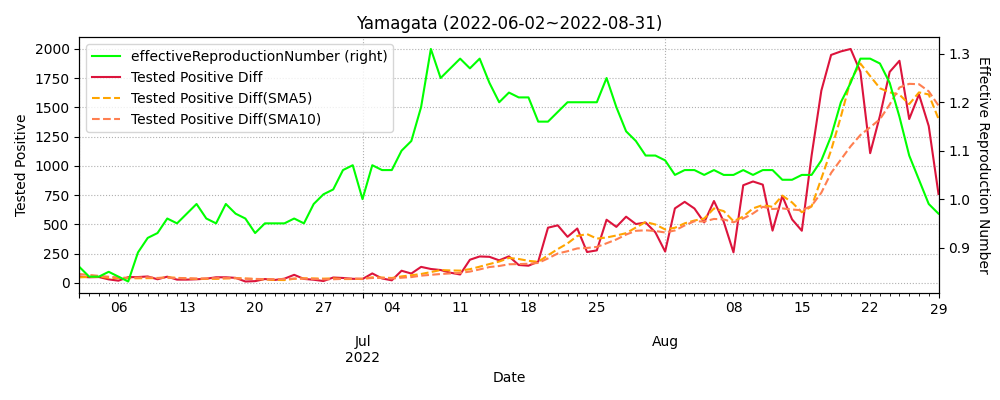 Yamagata (2022-06-02~2022-08-31)
effectiveReproductionNumber (right)
Tested Positive Diff
Tested Positive Diff(SMA5)
Tested Positive Diff(SMA10)
Tested Positive
2000
1750
1500
1250
1000
750
500
250
0
1.3
1.2
1.1
1.0
0.9
Effective Reproduction Number
06
13
20
27
04
11
18
25
08
15
22
29
Jul
2022
Aug
Date